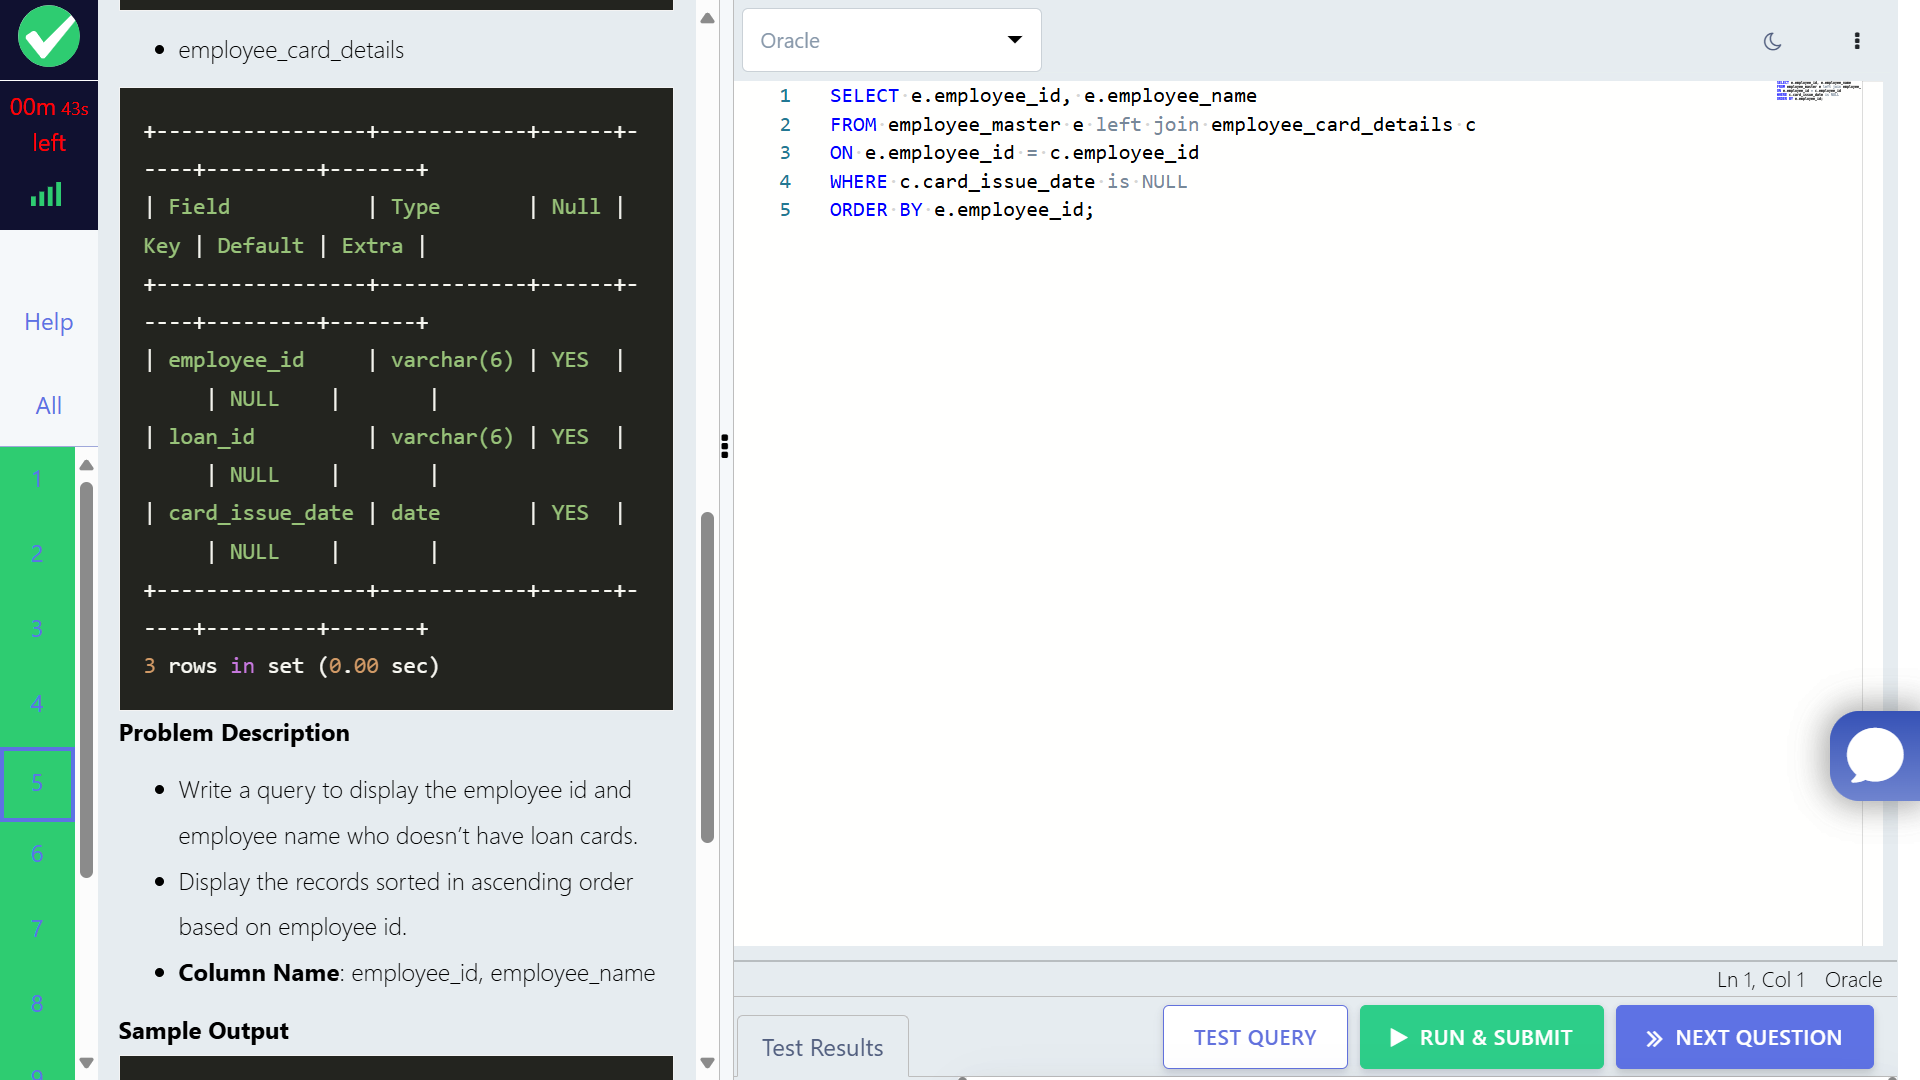 00m 43s
left
Help
All
1
2
3
4
5
6
7
8
9
employee_card_details
+-----------------+------------+------+-
----+---------+-------+
| Field           | Type       | Null |
Key | Default | Extra |
+-----------------+------------+------+-
----+---------+-------+
| employee_id     | varchar(6) | YES  |
     | NULL    |       |
| loan_id         | varchar(6) | YES  |
     | NULL    |       |
| card_issue_date | date       | YES  |
     | NULL    |       |
+-----------------+------------+------+-
----+---------+-------+
3 rows in set (0.00 sec)
Problem Description
Write a query to display the employee id and
employee name who doesn’t have loan cards.
Display the records sorted in ascending order
based on employee id.
Column Name: employee_id, employee_name
Sample Output
Oracle
1 SELECT e.employee_id, e.employee_name
2 FROM employee_master e left join employee_card_details c
3 ON e.employee_id = c.employee_id
4 WHERE c.card_issue_date is NULL
5 ORDER BY e.employee_id;
Ln 1, Col 1 Oracle
Test Results
TEST QUERY
RUN & SUBMIT
NEXT QUESTION